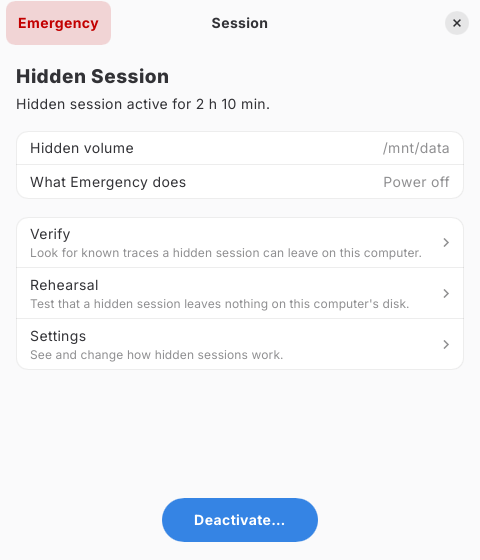 Emergency
Session
Hidden Session
Hidden session active for 2 h 10 min.
Hidden volume
/mnt/data
What Emergency does
Power off
Verify
Look for known traces a hidden session can leave on this computer.
Rehearsal
Test that a hidden session leaves nothing on this computer's disk.
Settings
See and change how hidden sessions work.
Deactivate...